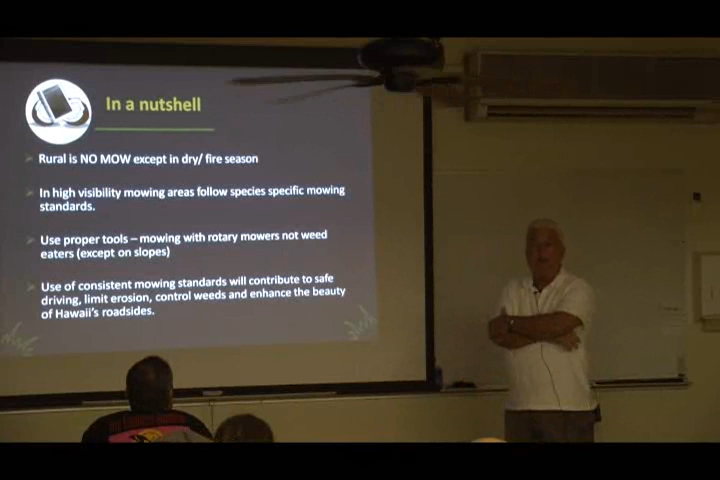 In a nutshell
Rural is NO MOW except in dry/ fire season
In high visibility mowing areas follow species specific mowing
standards.
Use proper tools – mowing with rotary mowers not weed
eaters (except on slopes)
Use of consistent mowing standards will contribute to safe
driving, limit erosion, control weeds and enhance the beauty
of Hawaii's roadsides.